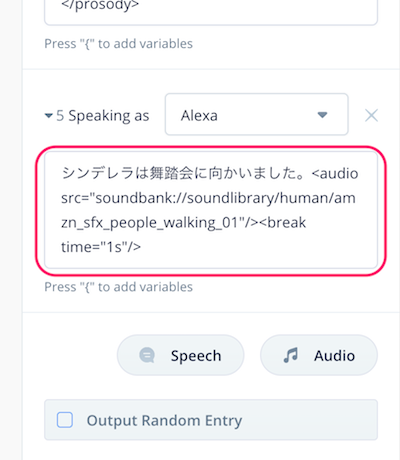 </prosody>
Press "{" to add variables
5 Speaking as Alexa
シンデレラは舞踏会に向かいました。<audio
src="soundbank://soundlibrary/human/am
zn_sfx_people_walking_01"/><break
time="1s"/>
Press "{" to add variables
Speech Audio
Output Random Entry